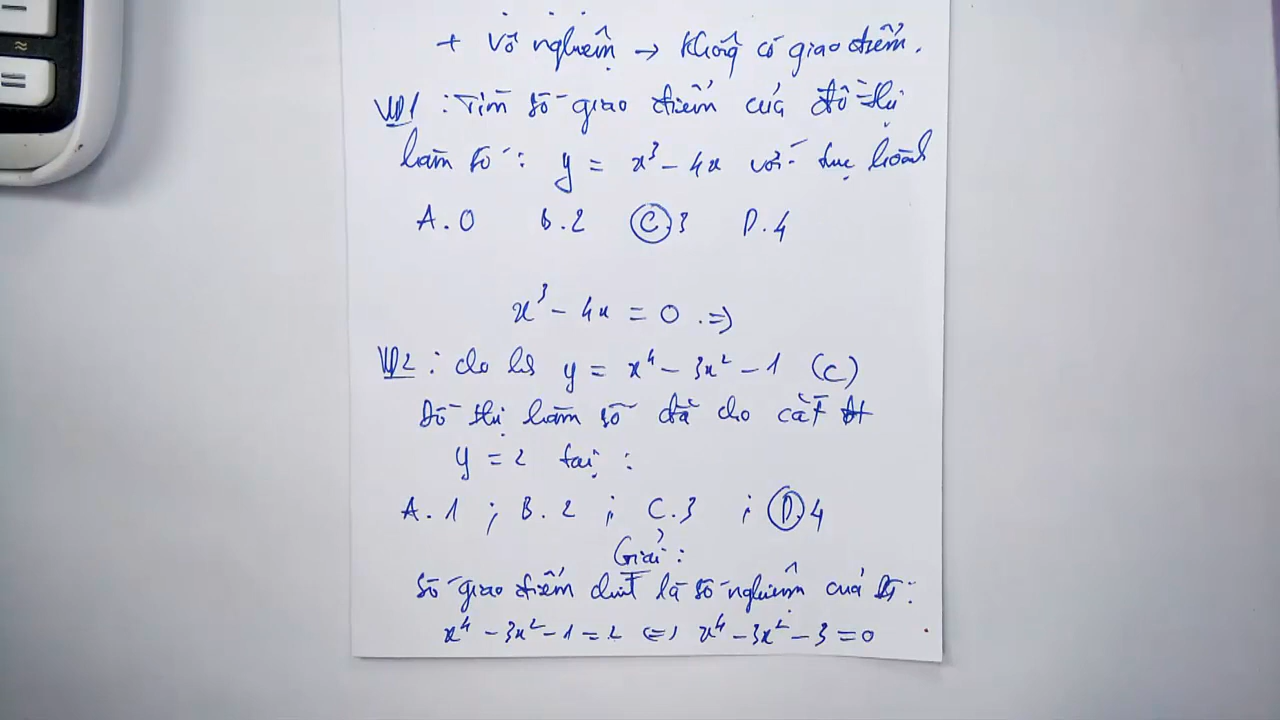 + Vô nghiệm → Không có giao điểm.
VD1 : Tìm số giao điểm của đồ thị
hàm số : y = x³ - 4x với trục hoành
A. 0 B. 2 C. 3 D. 4
x³ - 4x = 0 .⇒
VD2 : cho hs y = x⁴ - 3x² - 1 (C)
Đồ thị hàm số đã cho cắt đt
y = 2 tại :
A. 1 ; B. 2 ; C. 3 ; D. 4
Giải :
Số giao điểm chính là số nghiệm của pt:
x⁴ - 3x² - 1 = 2 ⇔ x⁴ - 3x² - 3 = 0